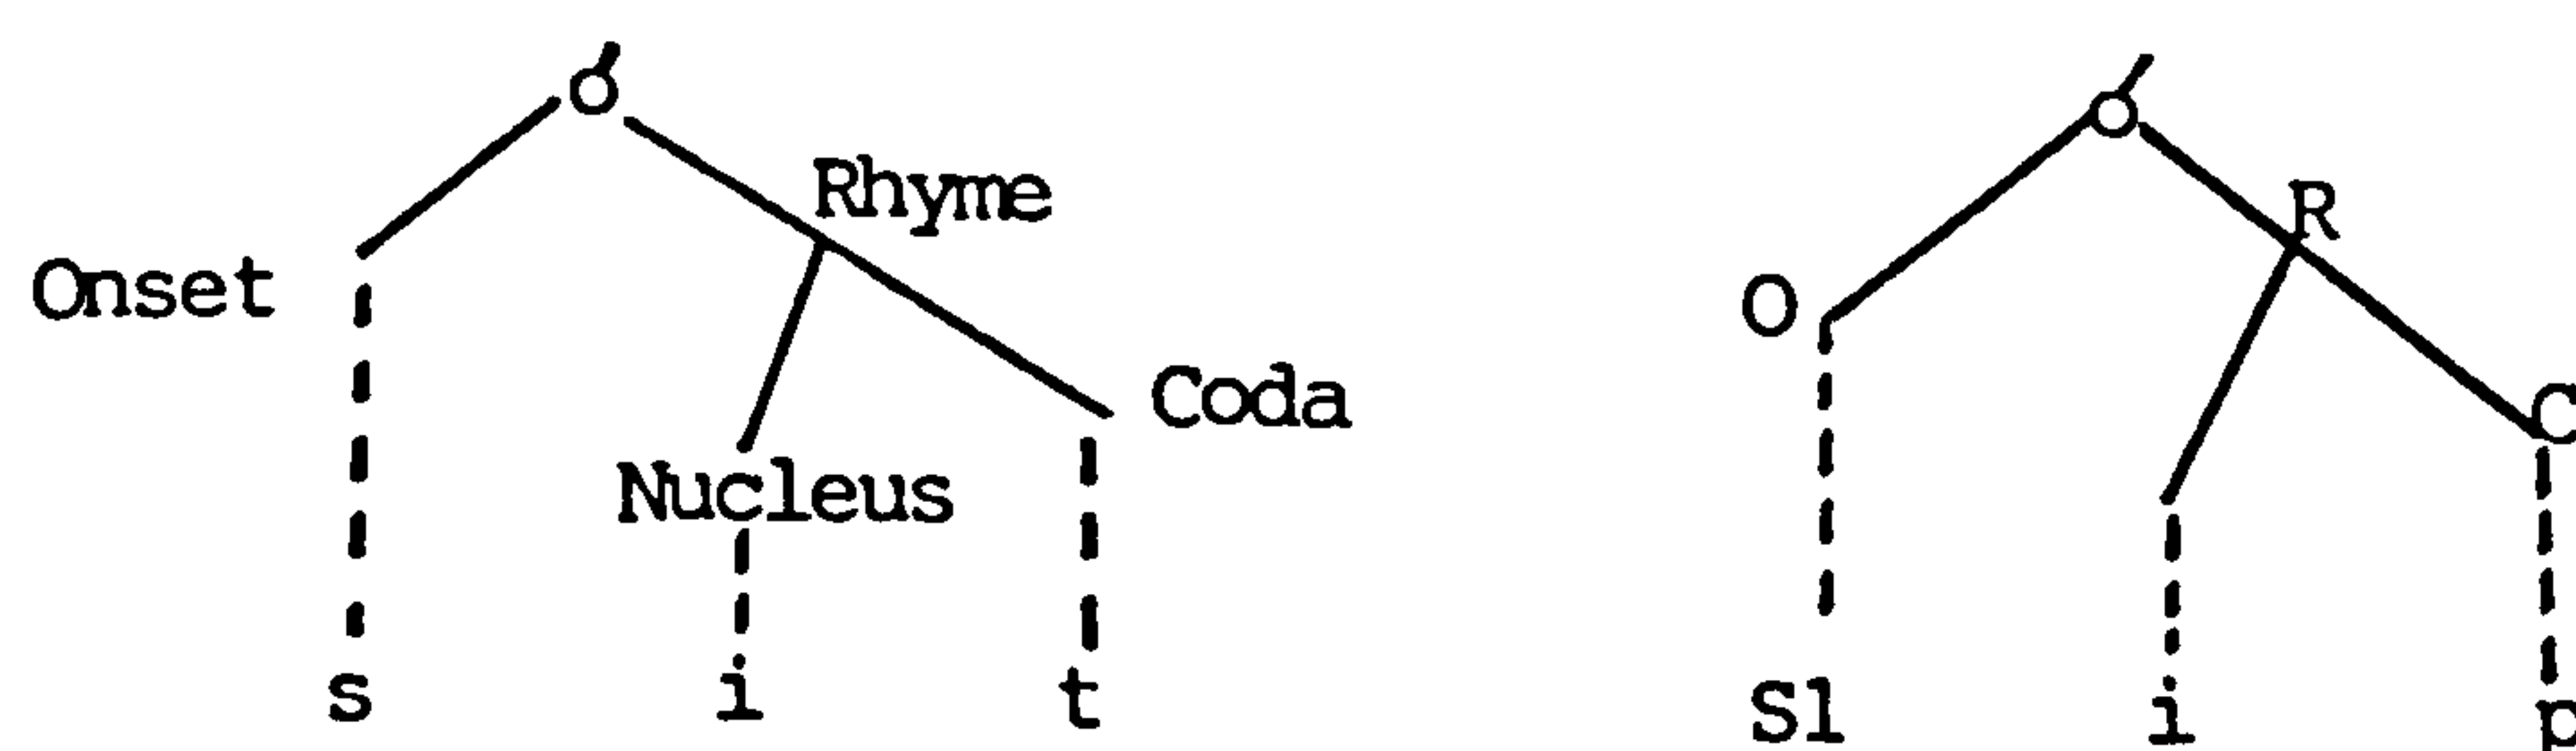 σ σ
Rhyme R
Onset O
Coda C
Nucleus
s i t Sl i p